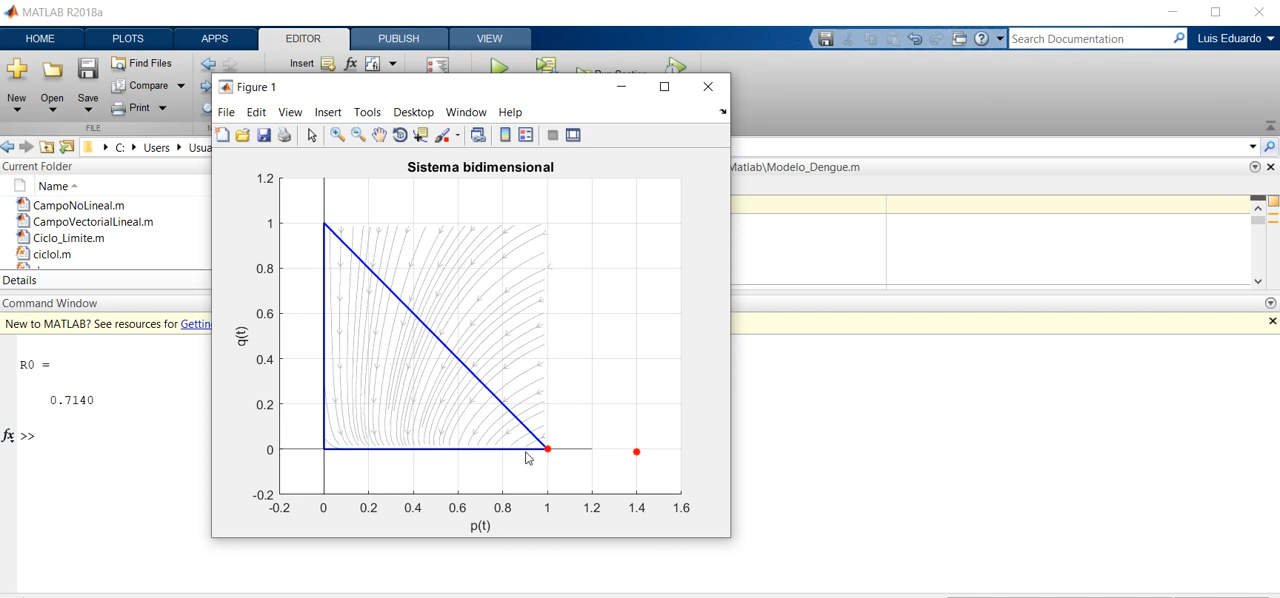 MATLAB R2018a
HOME PLOTS APPS EDITOR PUBLISH VIEW Search Documentation Luis Eduardo
New Open Save Find Files Compare Print Insert fx
FILE
C: Users Usua
Current Folder
Matlab\Modelo_Dengue.m
Name
CampoNoLineal.m
CampoVectorialLineal.m
Ciclo_Limite.m
ciclol.m
Details
Command Window
New to MATLAB? See resources for Gettin
R0 =
0.7140
fx >>
Figure 1
File Edit View Insert Tools Desktop Window Help
Sistema bidimensional
1.2
1
0.8
0.6
0.4
0.2
0
-0.2
q(t)
-0.2 0 0.2 0.4 0.6 0.8 1 1.2 1.4 1.6
p(t)